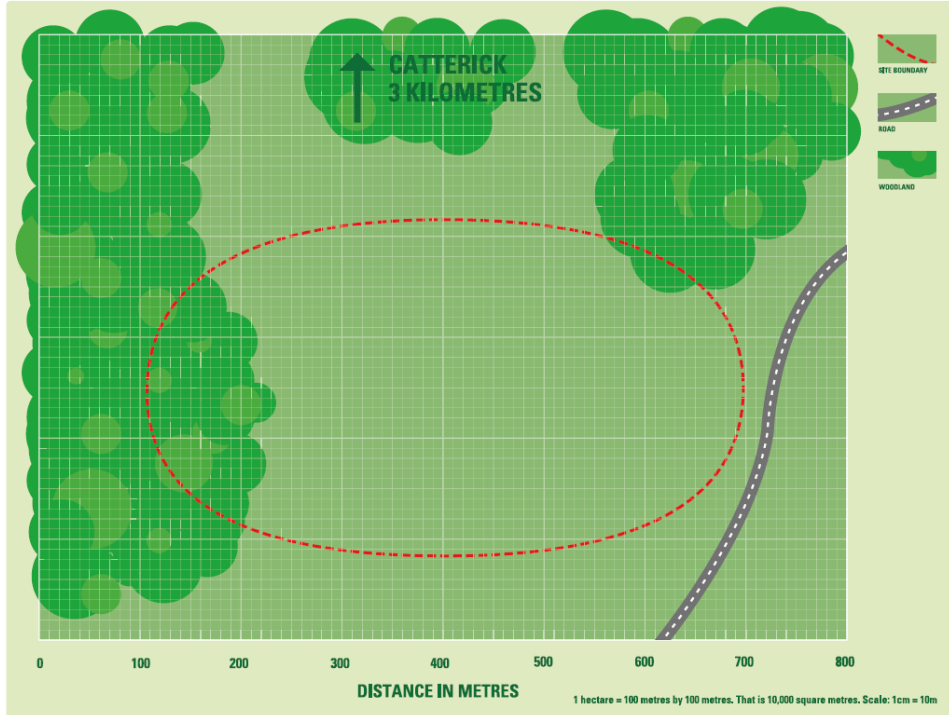 CATTERICK
3 KILOMETRES
SITE BOUNDARY
ROAD
WOODLAND
0 100 200 300 400 500 600 700 800
DISTANCE IN METRES
1 hectare = 100 metres by 100 metres. That is 10,000 square metres. Scale: 1cm = 10m